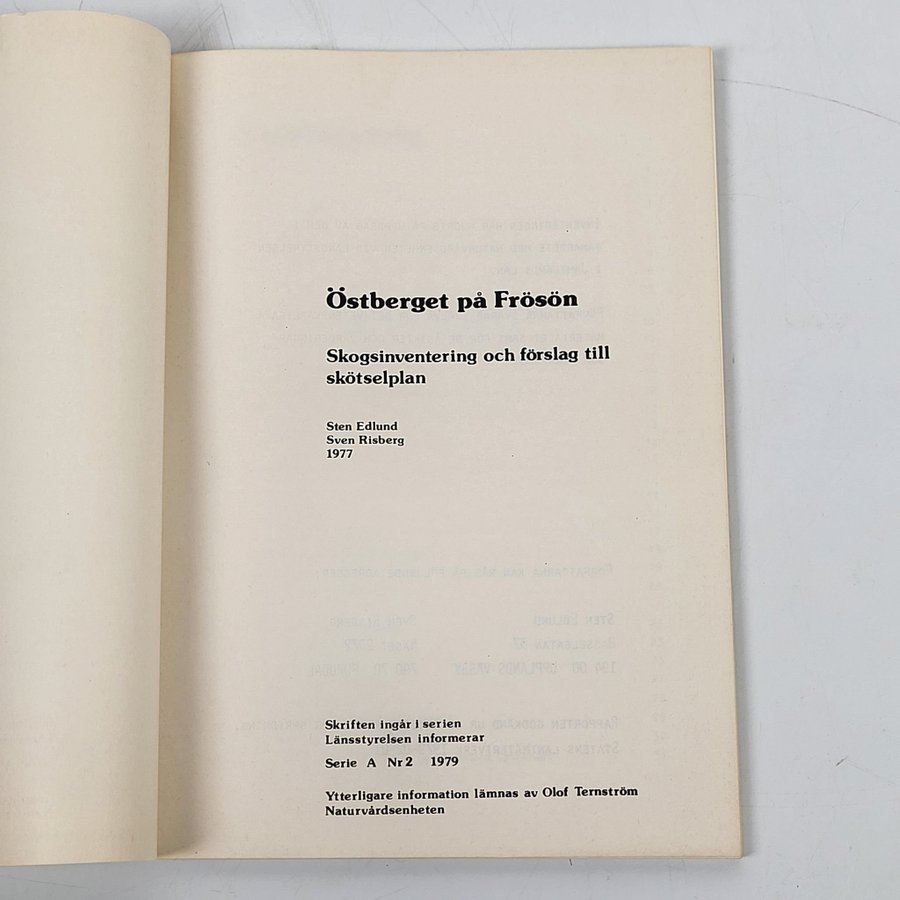 Östberget på Frösön
Skogsinventering och förslag till
skötselplan
Sten Edlund
Sven Risberg
1977
Skriften ingår i serien
Länsstyrelsen informerar
Serie A Nr 2 1979
Ytterligare information lämnas av Olof Ternström
Naturvårdsenheten